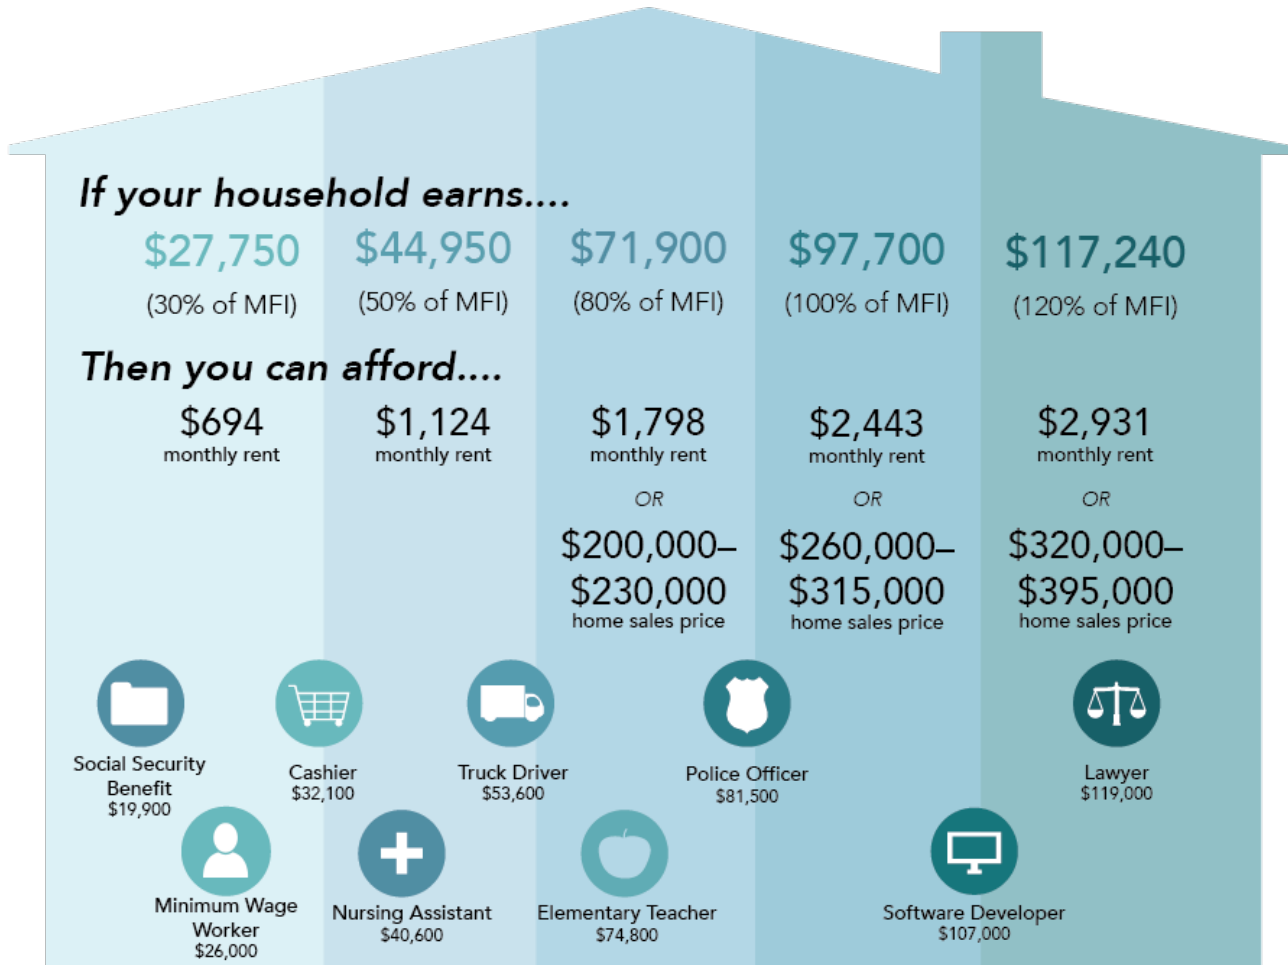 If your household earns....
$27,750 $44,950 $71,900 $97,700 $117,240
(30% of MFI) (50% of MFI) (80% of MFI) (100% of MFI) (120% of MFI)
Then you can afford....
$694 $1,124 $1,798 $2,443 $2,931
monthly rent monthly rent monthly rent monthly rent monthly rent
OR OR OR
$200,000– $260,000– $320,000–
$230,000 $315,000 $395,000
home sales price home sales price home sales price
Social Security
Benefit
$19,900
Cashier
$32,100
Truck Driver
$53,600
Police Officer
$81,500
Lawyer
$119,000
Minimum Wage
Worker
$26,000
Nursing Assistant
$40,600
Elementary Teacher
$74,800
Software Developer
$107,000